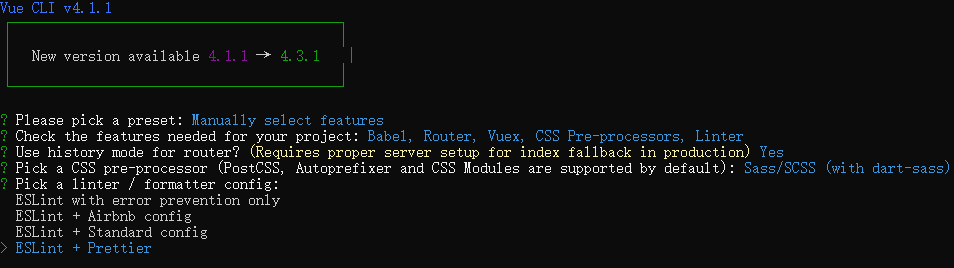 Vue CLI v4.1.1
New version available 4.1.1 → 4.3.1
? Please pick a preset: Manually select features
? Check the features needed for your project: Babel, Router, Vuex, CSS Pre-processors, Linter
? Use history mode for router? (Requires proper server setup for index fallback in production) Yes
? Pick a CSS pre-processor (PostCSS, Autoprefixer and CSS Modules are supported by default): Sass/SCSS (with dart-sass)
? Pick a linter / formatter config:
ESLint with error prevention only
ESLint + Airbnb config
ESLint + Standard config
> ESLint + Prettier